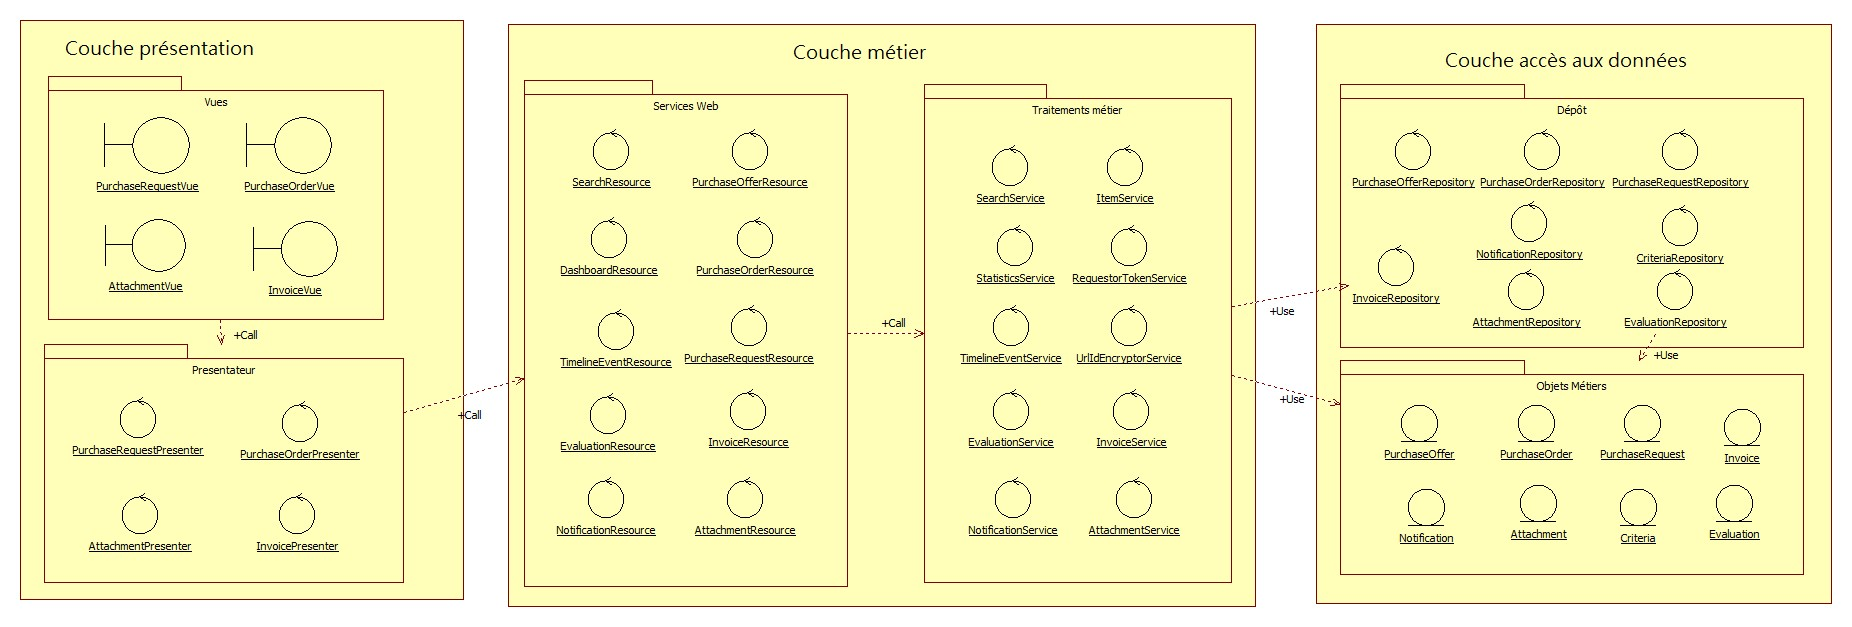 Couche présentation
Vues
PurchaseRequestVue
PurchaseOrderVue
AttachmentVue
InvoiceVue
+Call
Presentateur
PurchaseRequestPresenter
PurchaseOrderPresenter
AttachmentPresenter
InvoicePresenter
+Call
Couche métier
Services Web
SearchResource
PurchaseOfferResource
DashboardResource
PurchaseOrderResource
TimelineEventResource
PurchaseRequestResource
EvaluationResource
InvoiceResource
NotificationResource
AttachmentResource
+Call
Traitements métier
SearchService
ItemService
StatisticsService
RequestorTokenService
TimelineEventService
UrlIdEncryptorService
EvaluationService
InvoiceService
NotificationService
AttachmentService
+Use
+Use
Couche accès aux données
Dépôt
PurchaseOfferRepository
PurchaseOrderRepository
PurchaseRequestRepository
NotificationRepository
CriteriaRepository
InvoiceRepository
AttachmentRepository
EvaluationRepository
+Use
Objets Métiers
PurchaseOffer
PurchaseOrder
PurchaseRequest
Invoice
Notification
Attachment
Criteria
Evaluation